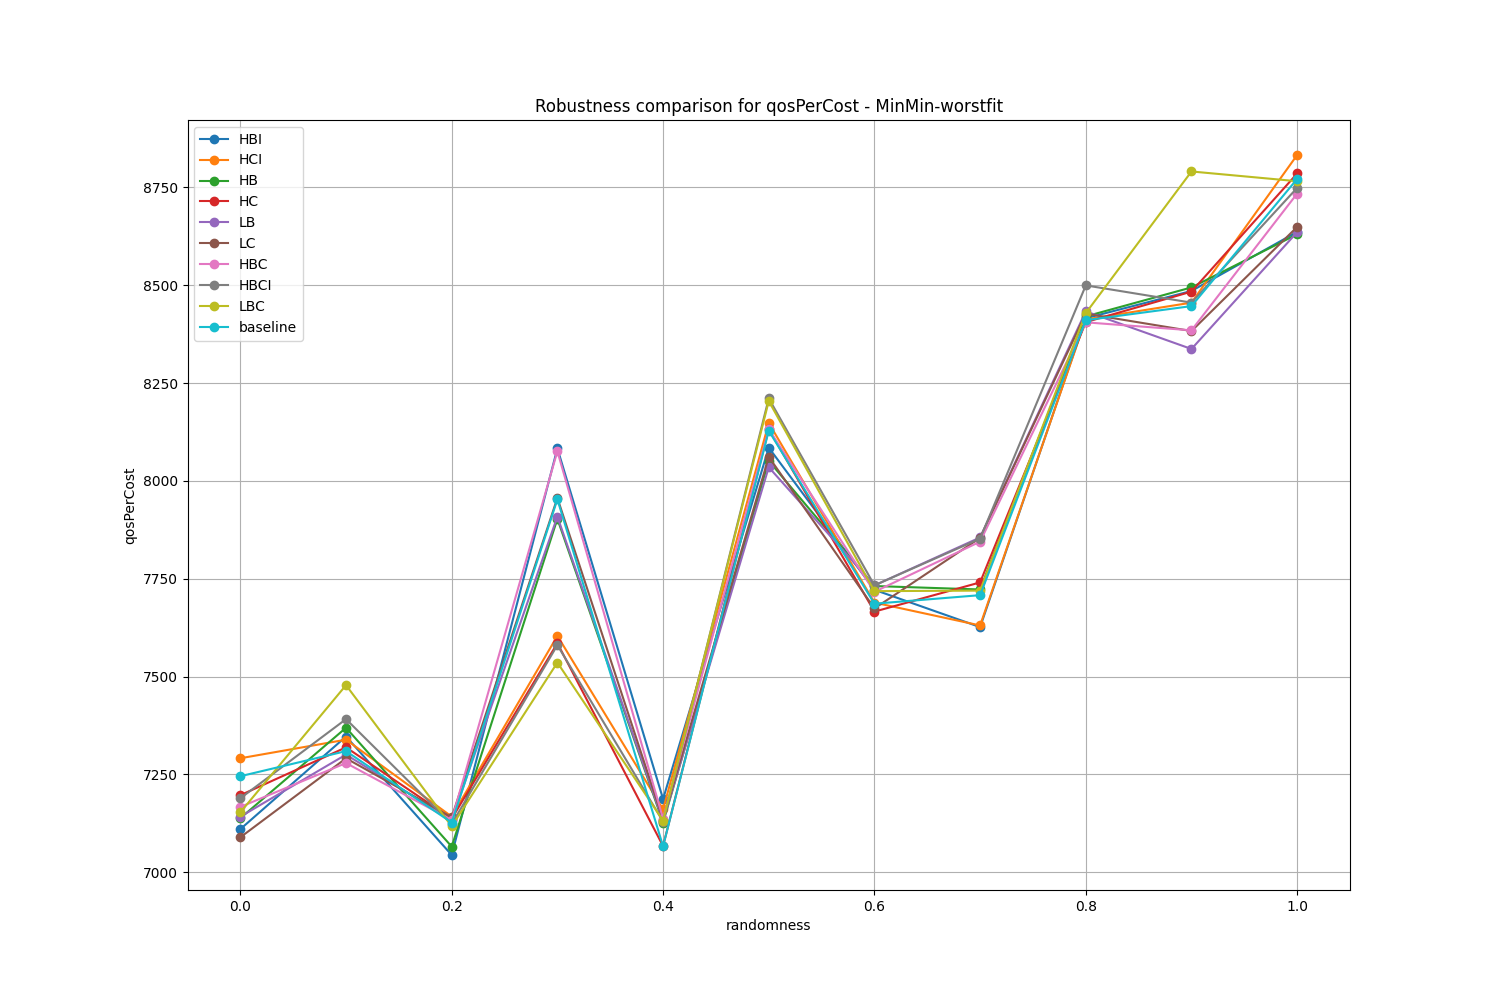 Robustness comparison for qosPerCost - MinMin-worstfit
HBI
HCI
HB
HC
LB
LC
HBC
HBCI
LBC
baseline
8750
8500
8250
8000
7750
7500
7250
7000
qosPerCost
0.0 0.2 0.4 0.6 0.8 1.0
randomness